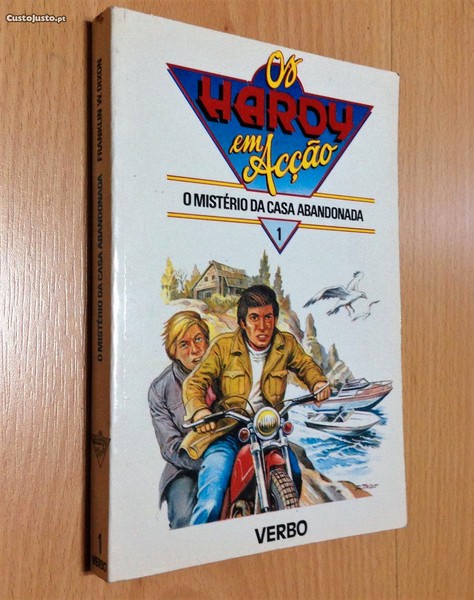 CustoJusto.pt
Os
HARDY
em Acção
O MISTÉRIO DA CASA ABANDONADA
1
VERBO
O MISTÉRIO DA CASA ABANDONADA FRANKLIN W. DIXON
1
VERBO